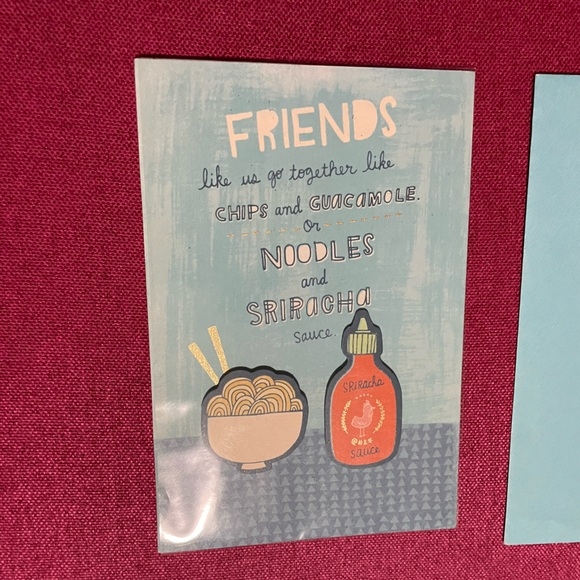 FRIENDS
like us go together like
CHIPS and GUACAMOLE.
Or
NOODLES
and
SRIRACHA
sauce.
SRIRacha
sauce